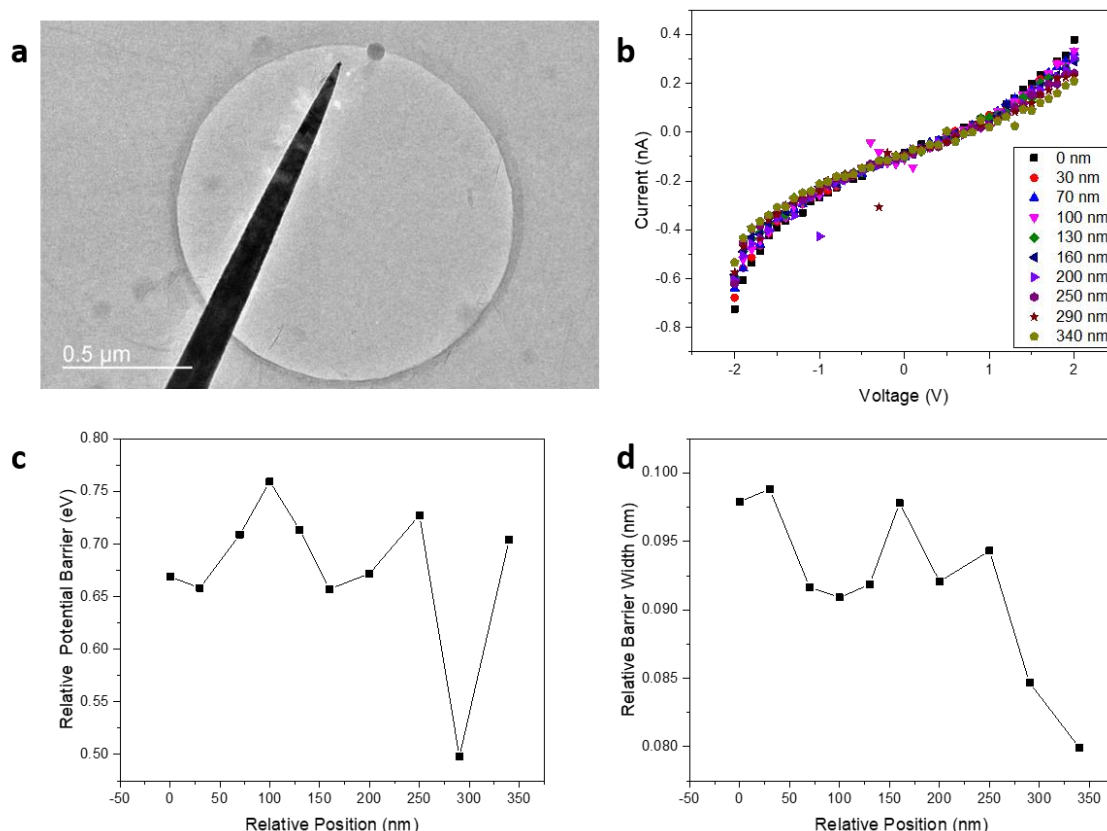 a
0.5 µm
b
0.4
0.2
0.0
-0.2
-0.4
-0.6
-0.8
Current (nA)
-2
-1
0
1
2
Voltage (V)
0 nm
30 nm
70 nm
100 nm
130 nm
160 nm
200 nm
250 nm
290 nm
340 nm
c
0.80
0.75
0.70
0.65
0.60
0.55
0.50
Relative Potential Barrier (eV)
-50 0 50 100 150 200 250 300 350
Relative Position (nm)
d
0.100
0.095
0.090
0.085
0.080
Relative Barrier Width (nm)
-50 0 50 100 150 200 250 300 350
Relative Position (nm)